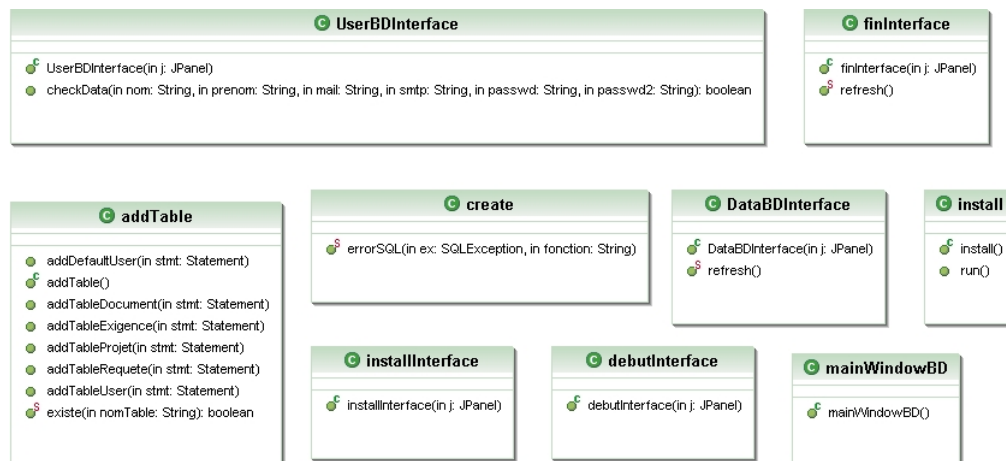 UserBDInterface
UserBDInterface(in j: JPanel)
checkData(in nom: String, in prenom: String, in mail: String, in smtp: String, in passwd: String, in passwd2: String): boolean
finInterface
finInterface(in j: JPanel)
refresh()
addTable
addDefaultUser(in stmt: Statement)
addTable()
addTableDocument(in stmt: Statement)
addTableExigence(in stmt: Statement)
addTableProjet(in stmt: Statement)
addTableRequete(in stmt: Statement)
addTableUser(in stmt: Statement)
existe(in nomTable: String): boolean
create
errorSQL(in ex: SQLException, in fonction: String)
DataBDInterface
DataBDInterface(in j: JPanel)
refresh()
install
install()
run()
installInterface
installInterface(in j: JPanel)
debutInterface
debutInterface(in j: JPanel)
mainWindowBD
mainWindowBD()